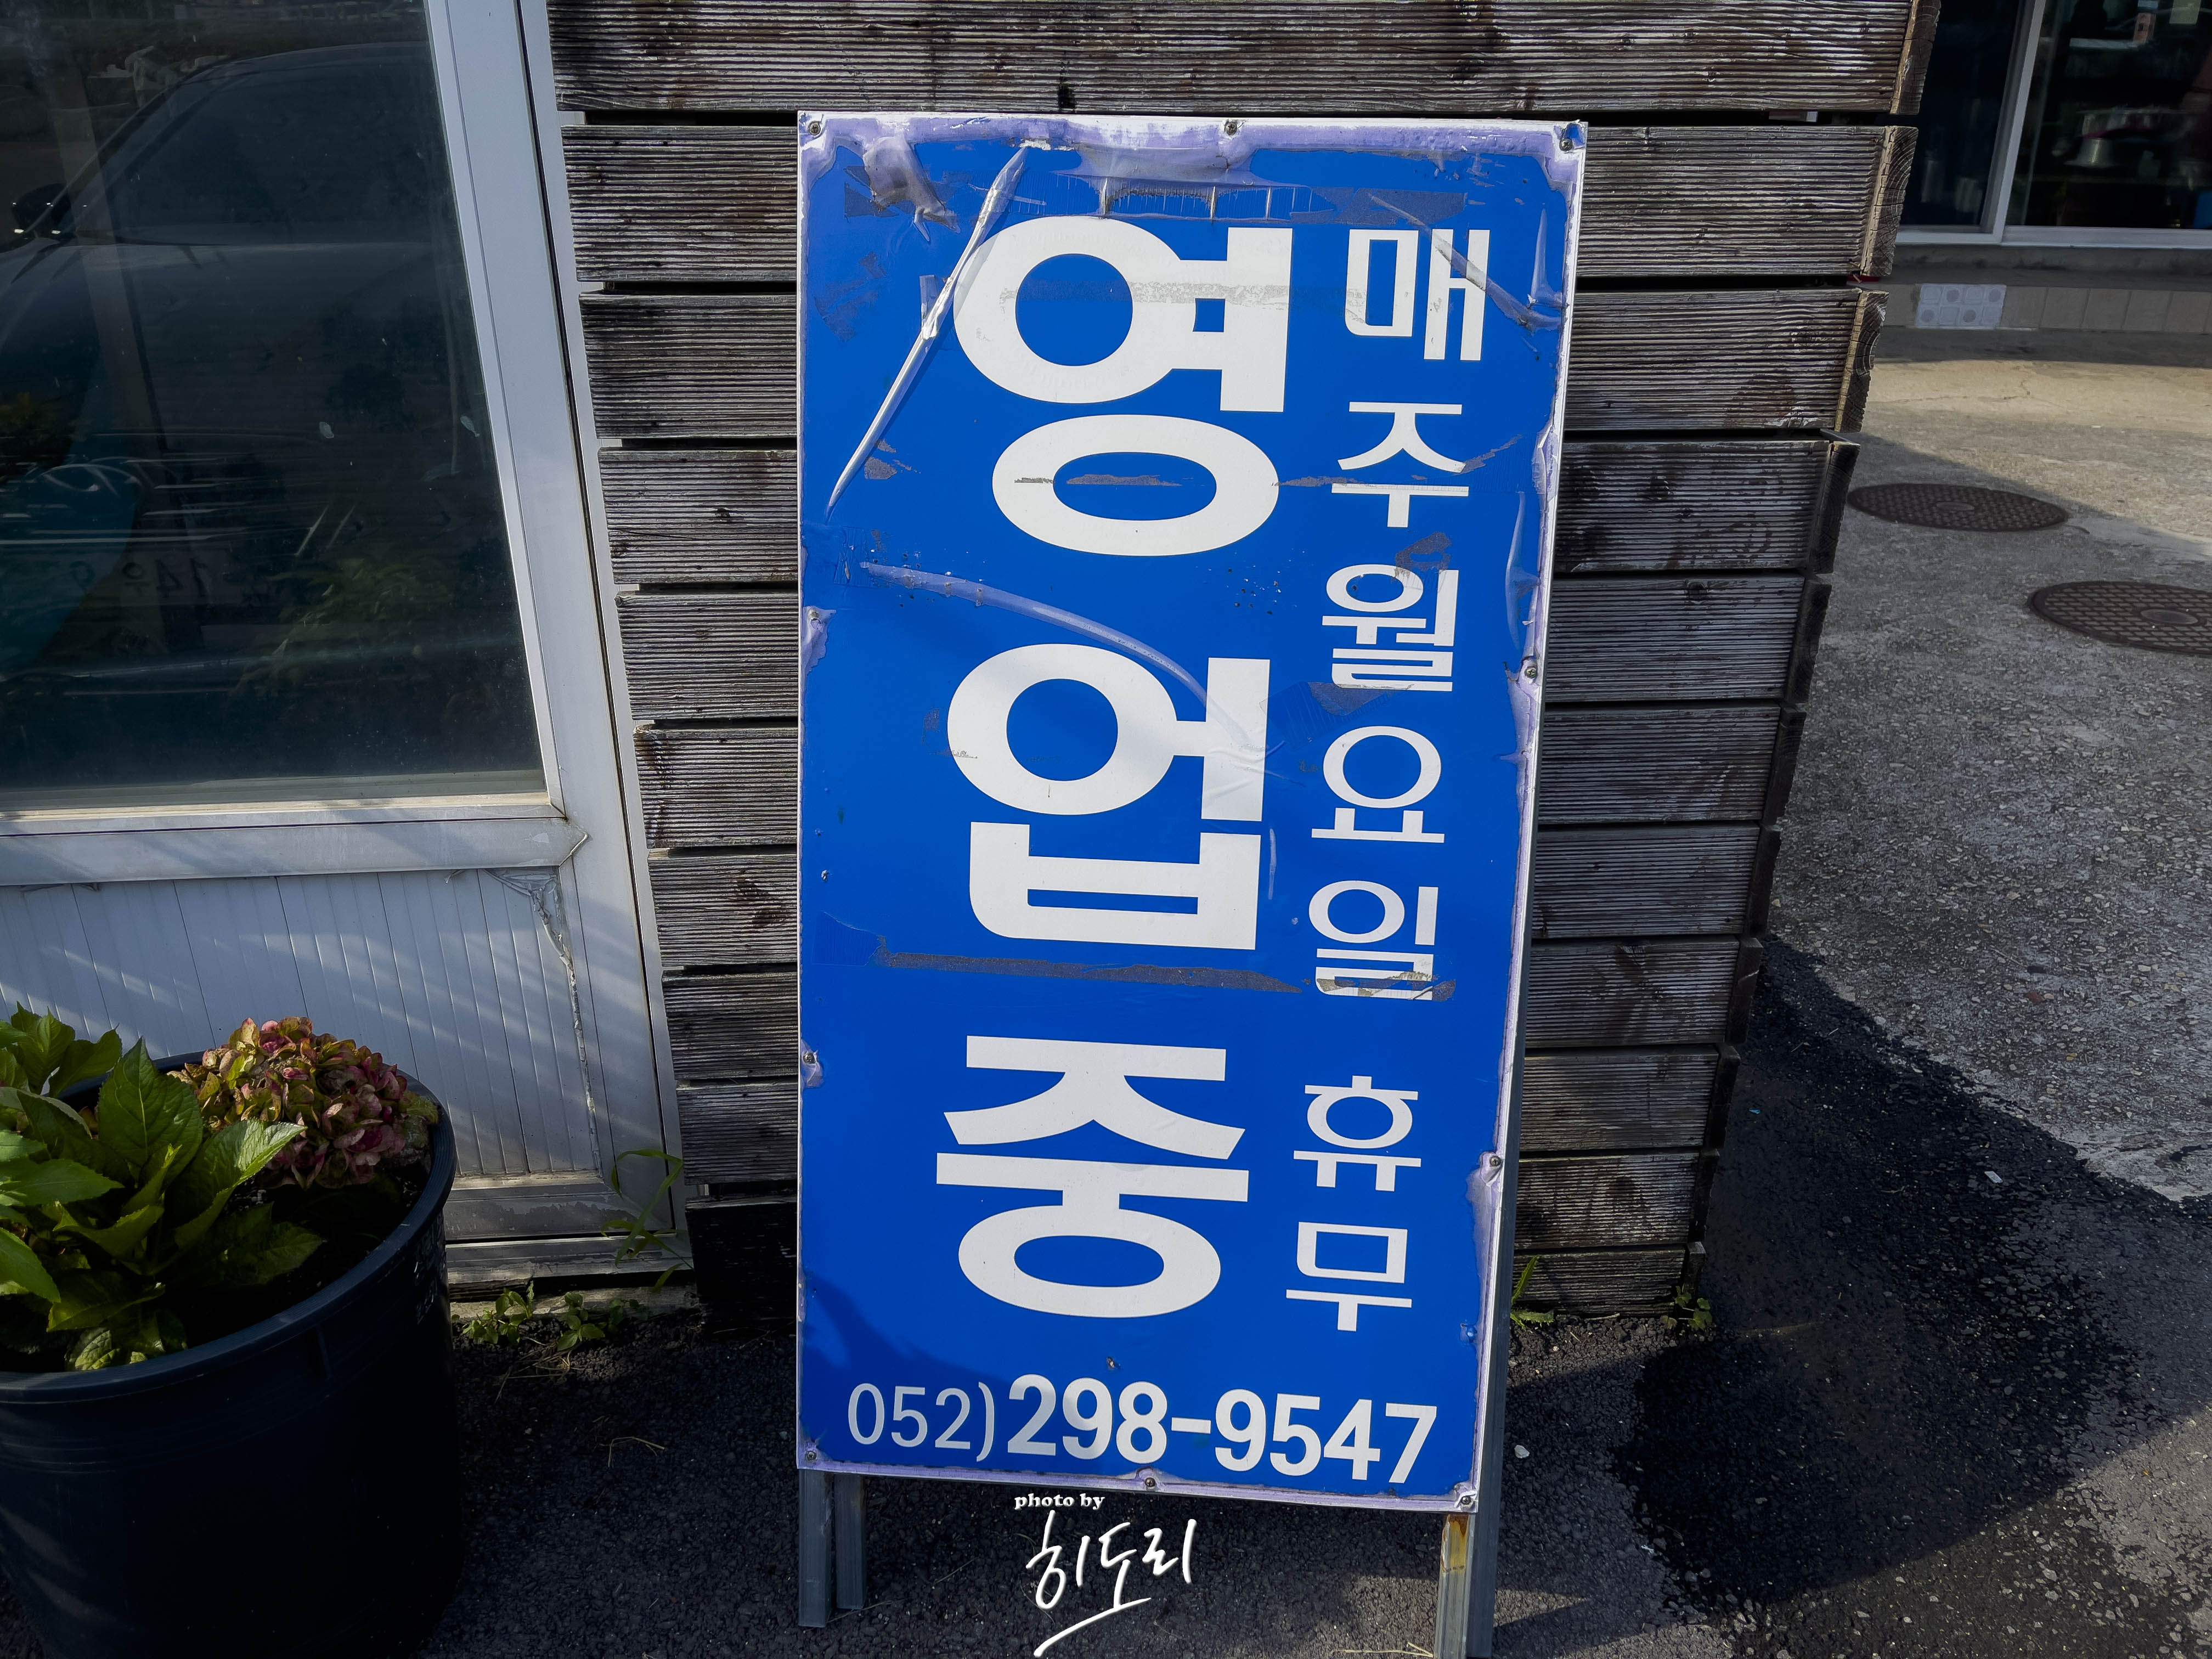 영업중
매주월요일 휴무
052)298-9547
photo by
히도리